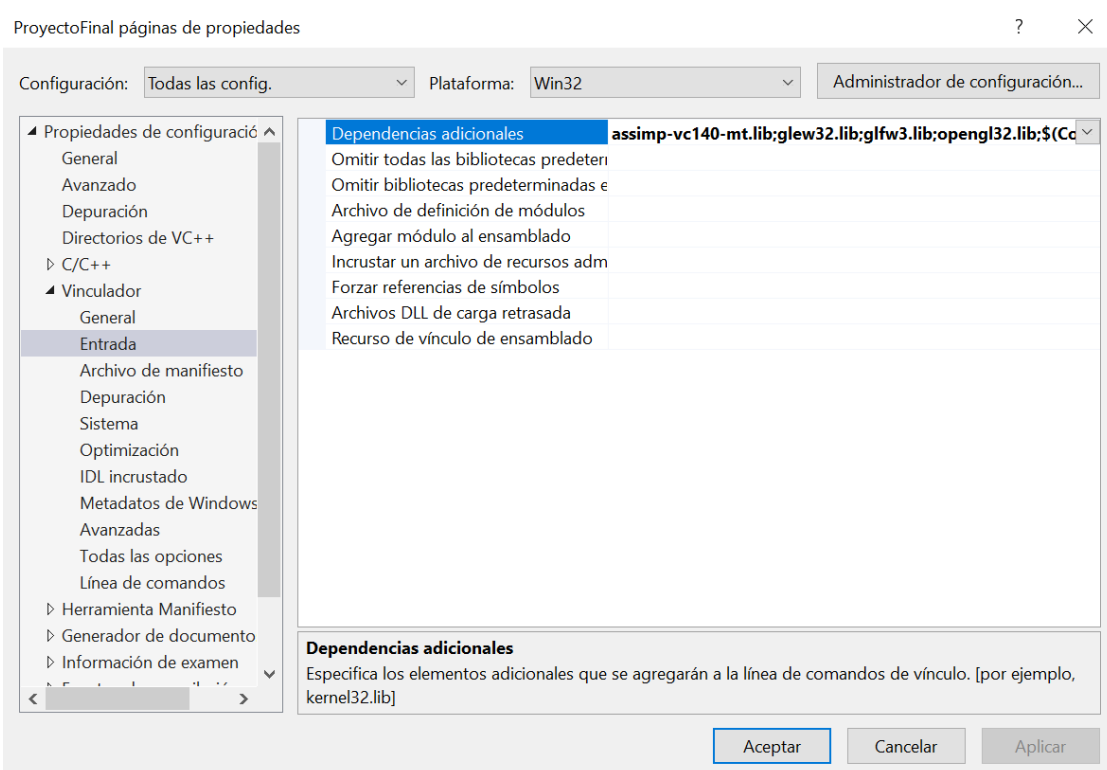 ProyectoFinal páginas de propiedades ?
Configuración: Todas las config. Plataforma: Win32 Administrador de configuración...
Propiedades de configuració
General
Avanzado
Depuración
Directorios de VC++
C/C++
Vinculador
General
Entrada
Archivo de manifiesto
Depuración
Sistema
Optimización
IDL incrustado
Metadatos de Windows
Avanzadas
Todas las opciones
Línea de comandos
Herramienta Manifiesto
Generador de documento
Información de examen
Dependencias adicionales assimp-vc140-mt.lib;glew32.lib;glfw3.lib;opengl32.lib;$(Co
Omitir todas las bibliotecas predeter
Omitir bibliotecas predeterminadas e
Archivo de definición de módulos
Agregar módulo al ensamblado
Incrustar un archivo de recursos adm
Forzar referencias de símbolos
Archivos DLL de carga retrasada
Recurso de vínculo de ensamblado
Dependencias adicionales
Especifica los elementos adicionales que se agregarán a la línea de comandos de vínculo. [por ejemplo,
kernel32.lib]
Aceptar Cancelar Aplicar